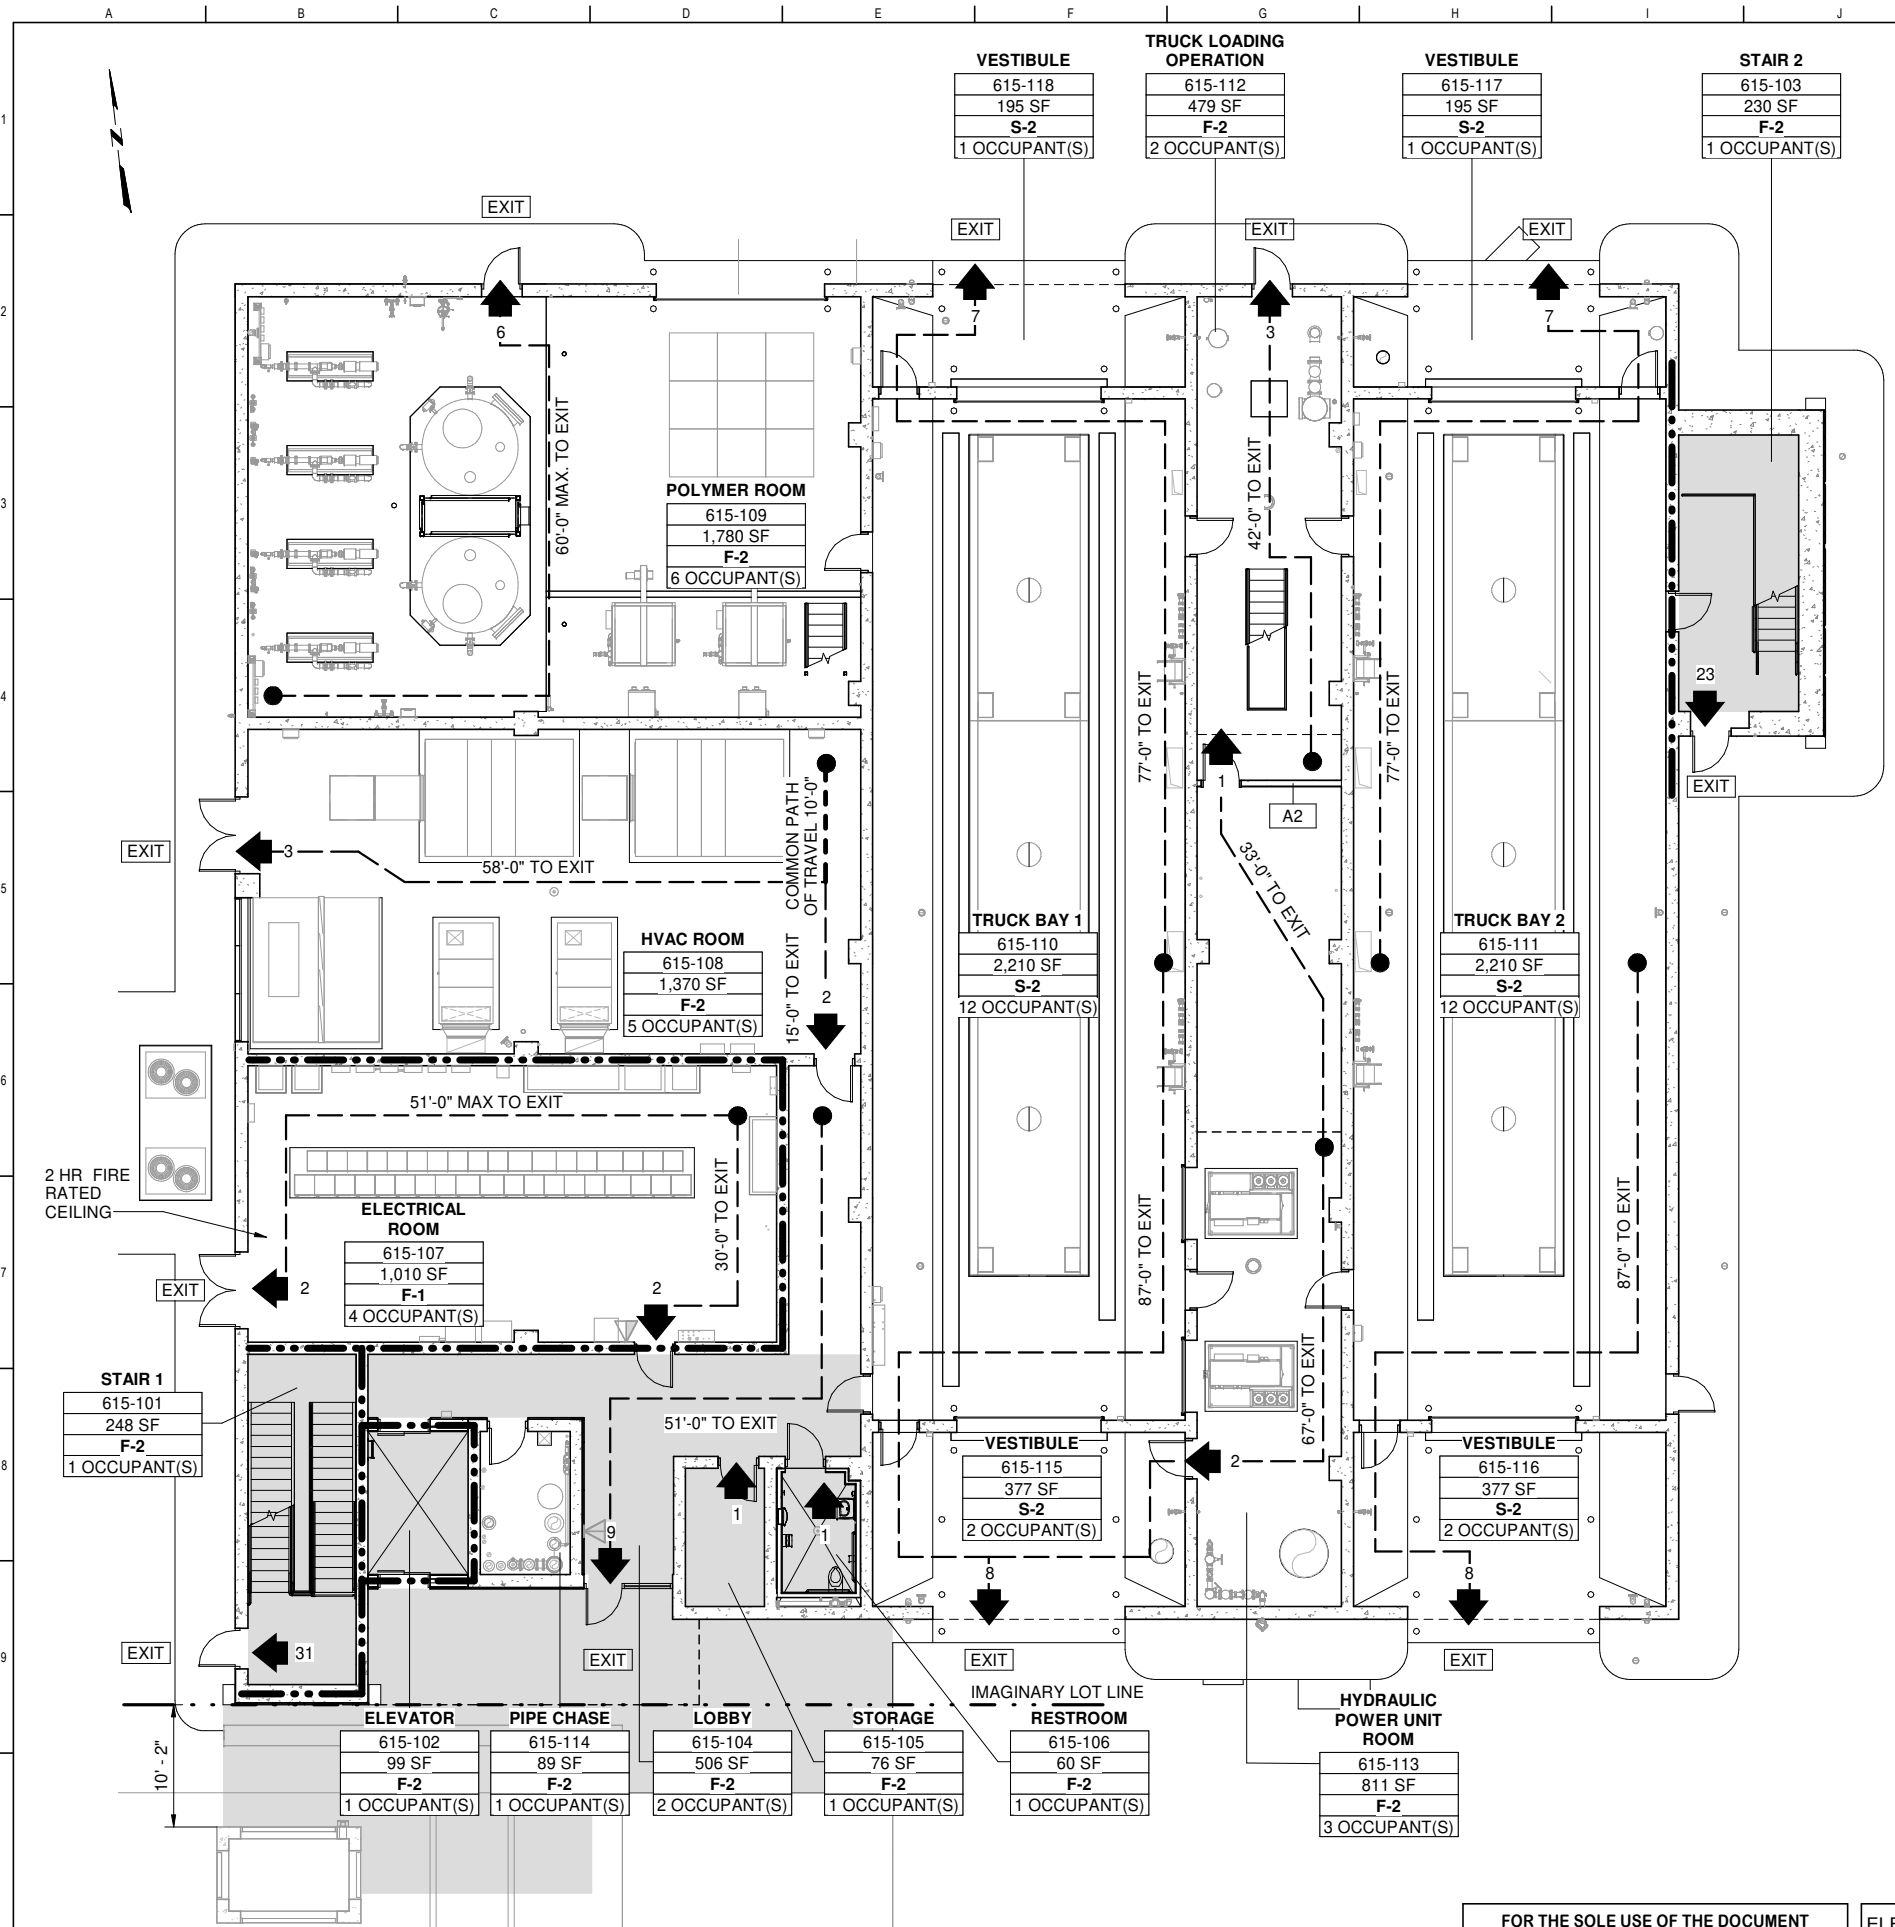 A B C D E F G H I J
1
2
3
4
5
6
7
8
9
VESTIBULE
615-118
195 SF
S-2
1 OCCUPANT(S)
TRUCK LOADING
OPERATION
615-112
479 SF
F-2
2 OCCUPANT(S)
VESTIBULE
615-117
195 SF
S-2
1 OCCUPANT(S)
STAIR 2
615-103
230 SF
F-2
1 OCCUPANT(S)
N
EXIT
EXIT
EXIT
EXIT
6
7
3
7
60'-0" MAX. TO EXIT
42'-0" TO EXIT
POLYMER ROOM
615-109
1,780 SF
F-2
6 OCCUPANT(S)
77'-0" TO EXIT
77'-0" TO EXIT
23
EXIT
1
A2
33'-0" TO EXIT
EXIT
3
58'-0" TO EXIT
COMMON PATH
OF TRAVEL 10'-0"
15'-0" TO EXIT
2
HVAC ROOM
615-108
1,370 SF
F-2
5 OCCUPANT(S)
TRUCK BAY 1
615-110
2,210 SF
S-2
12 OCCUPANT(S)
TRUCK BAY 2
615-111
2,210 SF
S-2
12 OCCUPANT(S)
51'-0" MAX TO EXIT
30'-0" TO EXIT
2 HR FIRE
RATED
CEILING
ELECTRICAL
ROOM
615-107
1,010 SF
F-1
4 OCCUPANT(S)
EXIT
2
2
87'-0" TO EXIT
87'-0" TO EXIT
67'-0" TO EXIT
STAIR 1
615-101
248 SF
F-2
1 OCCUPANT(S)
51'-0" TO EXIT
9
1
1
2
VESTIBULE
615-115
377 SF
S-2
2 OCCUPANT(S)
VESTIBULE
615-116
377 SF
S-2
2 OCCUPANT(S)
8
8
31
EXIT
EXIT
EXIT
EXIT
IMAGINARY LOT LINE
10' - 2"
ELEVATOR
615-102
99 SF
F-2
1 OCCUPANT(S)
PIPE CHASE
615-114
89 SF
F-2
1 OCCUPANT(S)
LOBBY
615-104
506 SF
F-2
2 OCCUPANT(S)
STORAGE
615-105
76 SF
F-2
1 OCCUPANT(S)
RESTROOM
615-106
60 SF
F-2
1 OCCUPANT(S)
HYDRAULIC
POWER UNIT
ROOM
615-113
811 SF
F-2
3 OCCUPANT(S)
FOR THE SOLE USE OF THE DOCUMENT